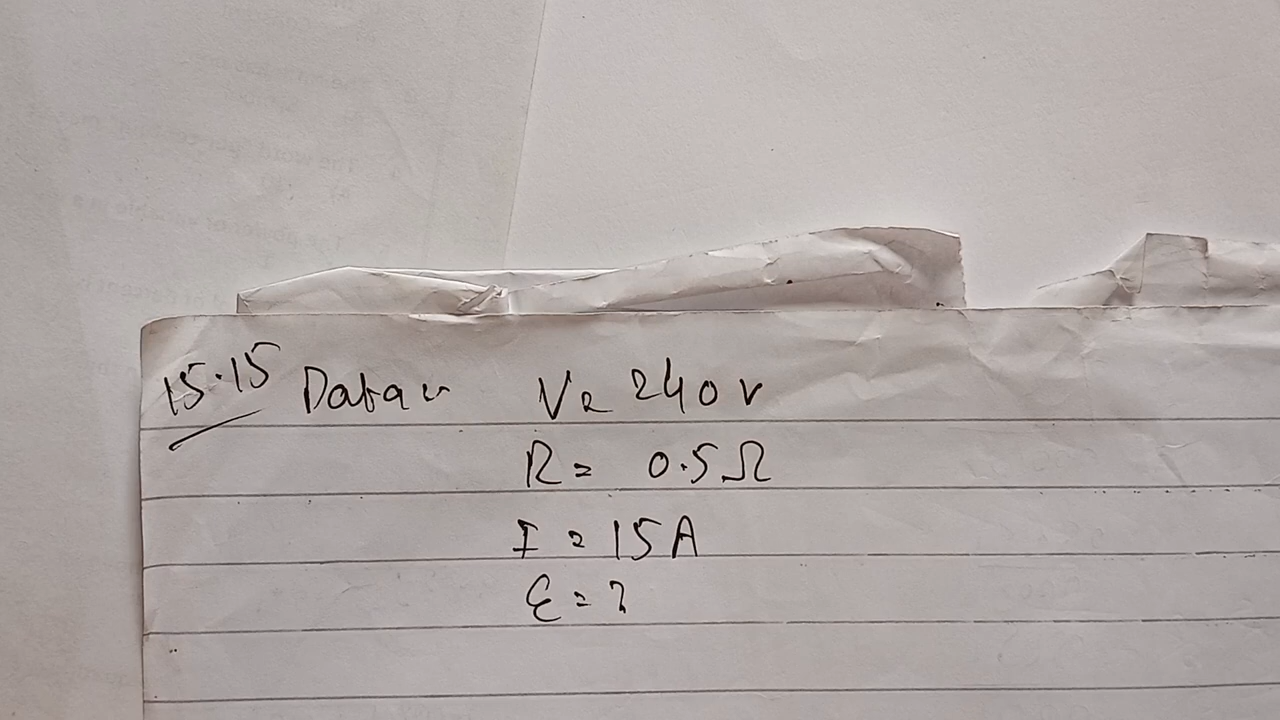 15.15 Data:- V = 240 v
R = 0.5 Ω
I = 15 A
ε = ?